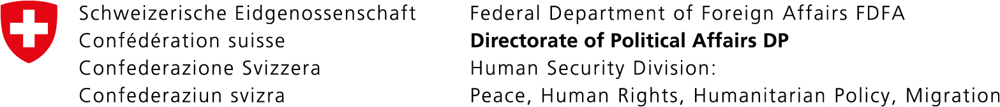 Schweizerische Eidgenossenschaft
Confédération suisse
Confederazione Svizzera
Confederaziun svizra
Federal Department of Foreign Affairs FDFA
Directorate of Political Affairs DP
Human Security Division:
Peace, Human Rights, Humanitarian Policy, Migration